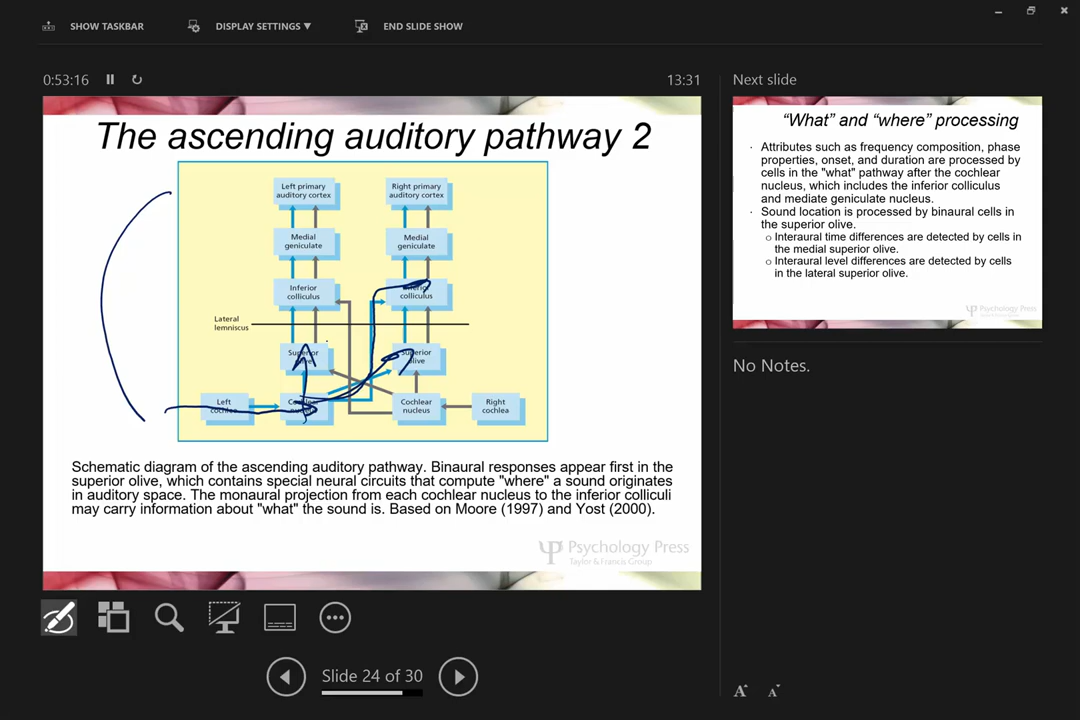 SHOW TASKBAR
DISPLAY SETTINGS ▼
END SLIDE SHOW
0:53:16
13:31
The ascending auditory pathway 2
Left primary
auditory cortex
Right primary
auditory cortex
Medial
geniculate
Medial
geniculate
Inferior
colliculus
Inferior
colliculus
Lateral
lemniscus
Superior
olive
Superior
olive
Left
cochlea
Cochlear
nucleus
Cochlear
nucleus
Right
cochlea
Schematic diagram of the ascending auditory pathway. Binaural responses appear first in the
superior olive, which contains special neural circuits that compute "where" a sound originates
in auditory space. The monaural projection from each cochlear nucleus to the inferior colliculi
may carry information about "what" the sound is. Based on Moore (1997) and Yost (2000).
Psychology Press
Taylor & Francis Group
Slide 24 of 30
Next slide
“What” and “where” processing
· Attributes such as frequency composition, phase
properties, onset, and duration are processed by
cells in the "what" pathway after the cochlear
nucleus, which includes the inferior colliculus
and mediate geniculate nucleus.
· Sound location is processed by binaural cells in
the superior olive.
o Interaural time differences are detected by cells in
the medial superior olive.
o Interaural level differences are detected by cells
in the lateral superior olive.
Psychology Press
No Notes.
A A